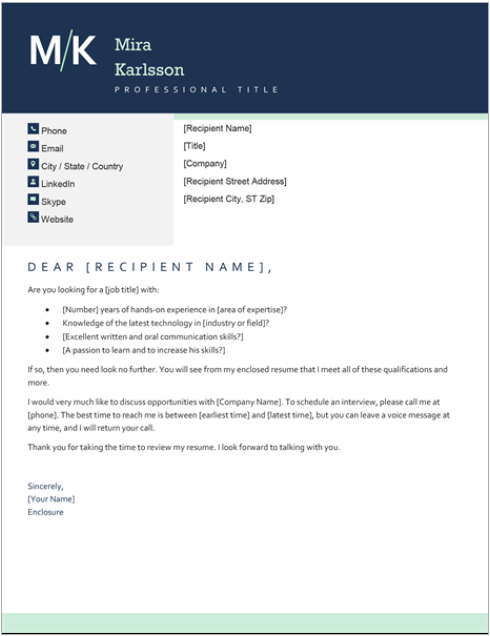 M/K
Mira
Karlsson
PROFESSIONAL TITLE
Phone
Email
City / State / Country
LinkedIn
Skype
Website
[Recipient Name]
[Title]
[Company]
[Recipient Street Address]
[Recipient City, ST Zip]
DEAR [RECIPIENT NAME],
Are you looking for a [job title] with:
• [Number] years of hands-on experience in [area of expertise]?
• Knowledge of the latest technology in [industry or field]?
• [Excellent written and oral communication skills?]
• [A passion to learn and to increase his skills?]
If so, then you need look no further. You will see from my enclosed resume that I meet all of these qualifications and
more.
I would very much like to discuss opportunities with [Company Name]. To schedule an interview, please call me at
[phone]. The best time to reach me is between [earliest time] and [latest time], but you can leave a voice message at
any time, and I will return your call.
Thank you for taking the time to review my resume. I look forward to talking with you.
Sincerely,
[Your Name]
Enclosure